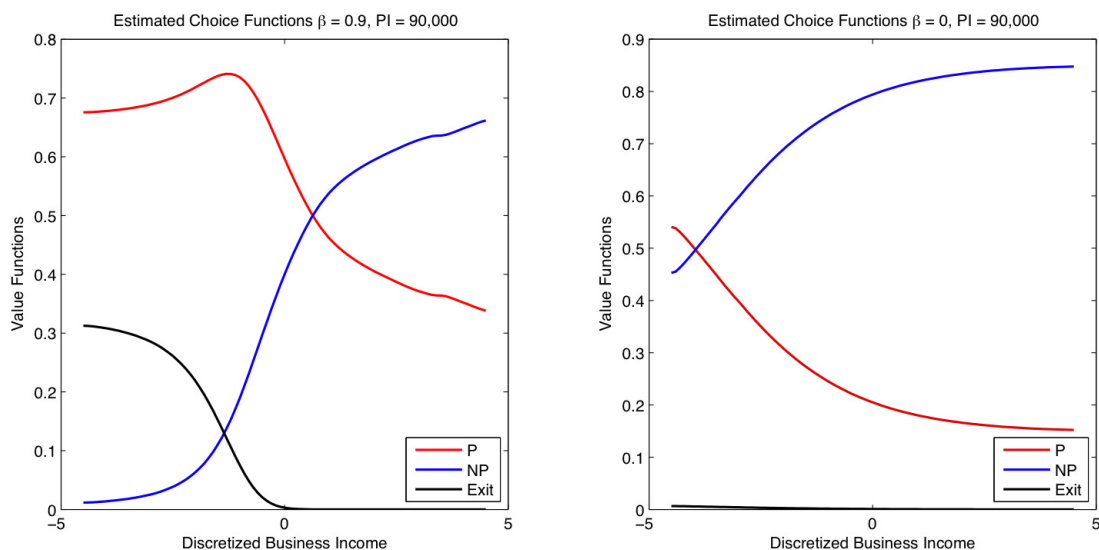 Estimated Choice Functions β = 0.9, PI = 90,000
Value Functions
0.8
0.7
0.6
0.5
0.4
0.3
0.2
0.1
0
−5
0
5
Discretized Business Income
P
NP
Exit
Estimated Choice Functions β = 0, PI = 90,000
Value Functions
0.9
0.8
0.7
0.6
0.5
0.4
0.3
0.2
0.1
0
−5
0
5
Discretized Business Income
P
NP
Exit